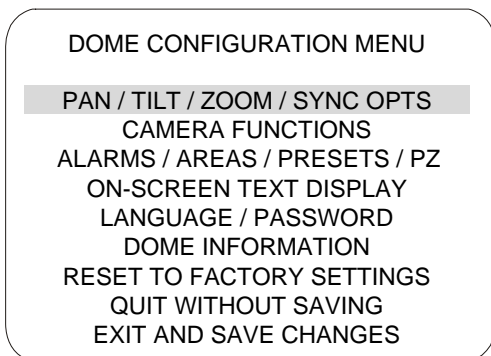 DOME CONFIGURATION MENU
PAN / TILT / ZOOM / SYNC OPTS
CAMERA FUNCTIONS
ALARMS / AREAS / PRESETS / PZ
ON-SCREEN TEXT DISPLAY
LANGUAGE / PASSWORD
DOME INFORMATION
RESET TO FACTORY SETTINGS
QUIT WITHOUT SAVING
EXIT AND SAVE CHANGES